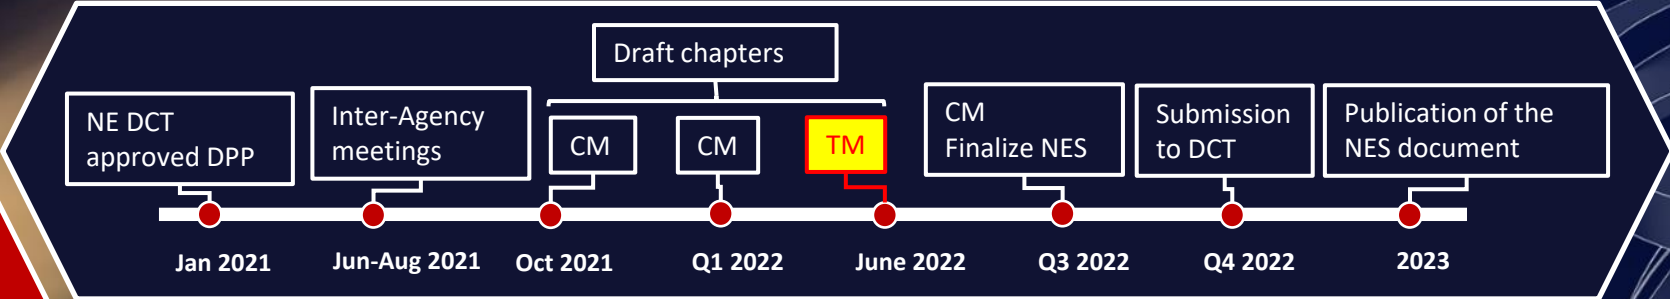 Draft chapters
NE DCT
approved DPP
Inter-Agency
meetings
CM
CM
TM
CM
Finalize NES
Submission
to DCT
Publication of the
NES document
Jan 2021
Jun-Aug 2021
Oct 2021
Q1 2022
June 2022
Q3 2022
Q4 2022
2023